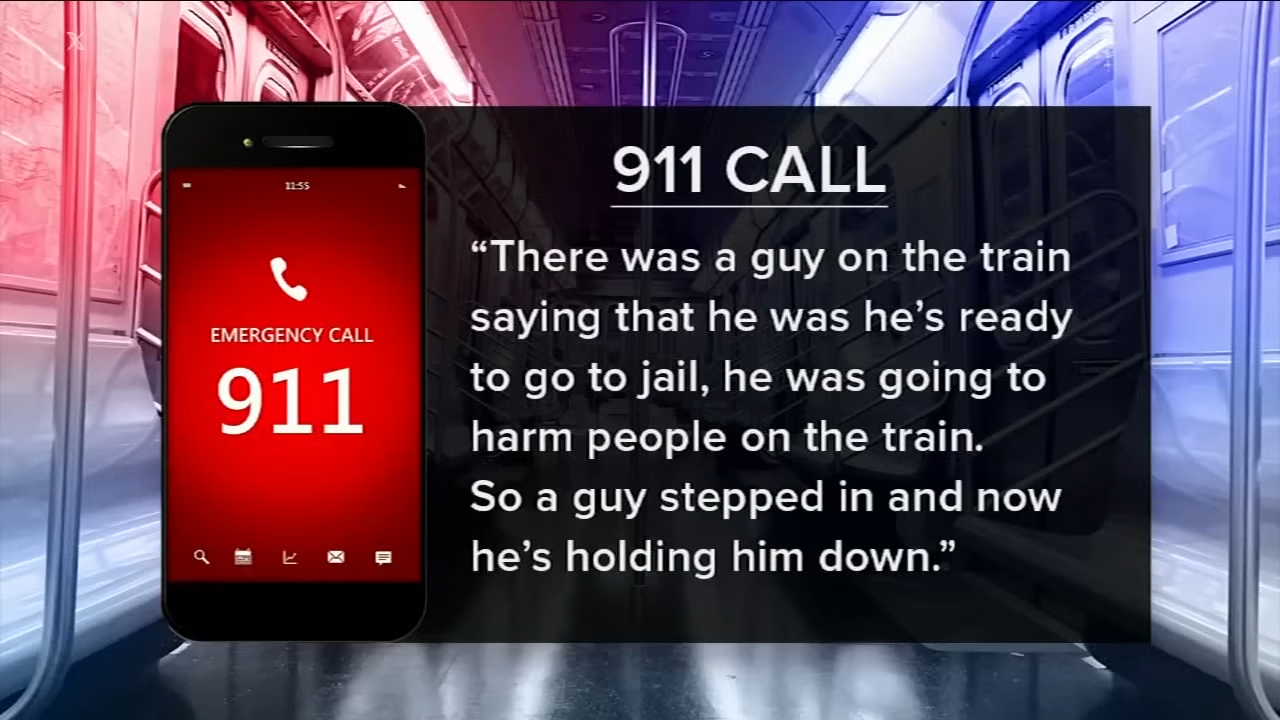 11:55
EMERGENCY CALL
911
911 CALL
“There was a guy on the train
saying that he was he’s ready
to go to jail, he was going to
harm people on the train.
So a guy stepped in and now
he’s holding him down.”